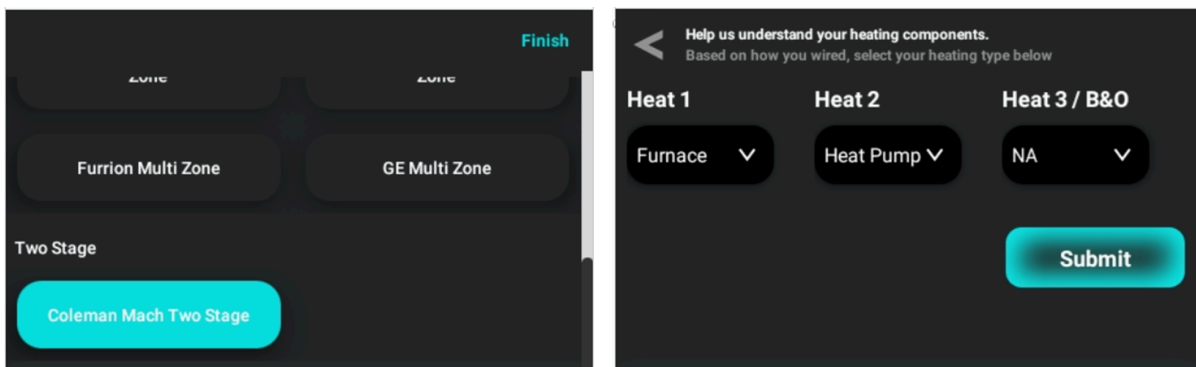 Finish
Zone
Zone
Furrion Multi Zone
GE Multi Zone
Two Stage
Coleman Mach Two Stage
Help us understand your heating components.
Based on how you wired, select your heating type below
Heat 1
Heat 2
Heat 3 / B&O
Furnace
Heat Pump
NA
Submit